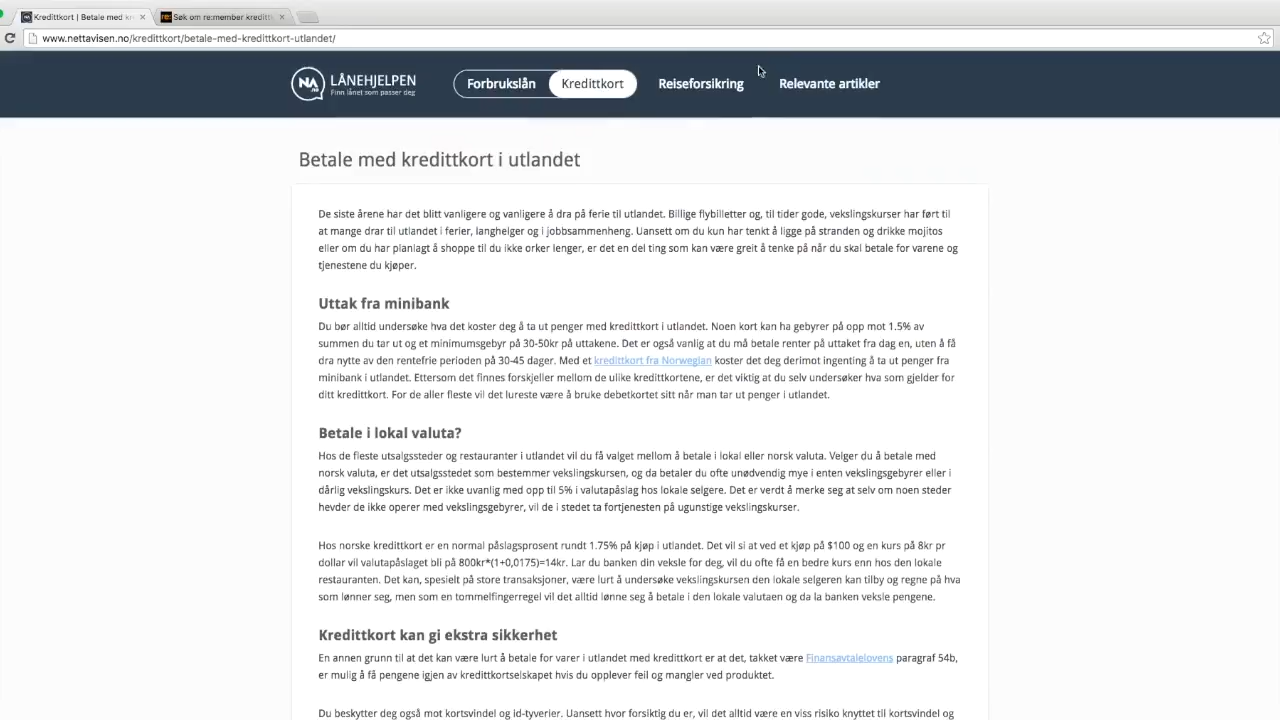 Kredittkort | Betale med kr
Søk om re:member kreditt
www.nettavisen.no/kredittkort/betale-med-kredittkort-utlandet/
NA
.no
LÅNEHJELPEN
Finn lånet som passer deg
Forbrukslån
Kredittkort
Reiseforsikring
Relevante artikler
Betale med kredittkort i utlandet
De siste årene har det blitt vanligere og vanligere å dra på ferie til utlandet. Billige flybilletter og, til tider gode, vekslingskurser har ført til
at mange drar til utlandet i ferier, langhelger og i jobbsammenheng. Uansett om du kun har tenkt å ligge på stranden og drikke mojitos
eller om du har planlagt å shoppe til du ikke orker lenger, er det en del ting som kan være greit å tenke på når du skal betale for varene og
tjenestene du kjøper.
Uttak fra minibank
Du bør alltid undersøke hva det koster deg å ta ut penger med kredittkort i utlandet. Noen kort kan ha gebyrer på opp mot 1.5% av
summen du tar ut og et minimumsgebyr på 30-50kr på uttakene. Det er også vanlig at du må betale renter på uttaket fra dag en, uten å få
dra nytte av den rentefrie perioden på 30-45 dager. Med et kredittkort fra Norwegian koster det deg derimot ingenting å ta ut penger fra
minibank i utlandet. Ettersom det finnes forskjeller mellom de ulike kredittkortene, er det viktig at du selv undersøker hva som gjelder for
ditt kredittkort. For de aller fleste vil det lureste være å bruke debetkortet sitt når man tar ut penger i utlandet.
Betale i lokal valuta?
Hos de fleste utsalgssteder og restauranter i utlandet vil du få valget mellom å betale i lokal eller norsk valuta. Velger du å betale med
norsk valuta, er det utsalgstedet som bestemmer vekslingskursen, og da betaler du ofte unødvendig mye i enten vekslingsgebyrer eller i
dårlig vekslingskurs. Det er ikke uvanlig med opp til 5% i valutapåslag hos lokale selgere. Det er verdt å merke seg at selv om noen steder
hevder de ikke operer med vekslingsgebyrer, vil de i stedet ta fortjenesten på ugunstige vekslingskurser.
Hos norske kredittkort er en normal påslagsprosent rundt 1.75% på kjøp i utlandet. Det vil si at ved et kjøp på $100 og en kurs på 8kr pr
dollar vil valutapåslaget bli på 800kr*(1+0,0175)=14kr. Lar du banken din veksle for deg, vil du ofte få en bedre kurs enn hos den lokale
restauranten. Det kan, spesielt på store transaksjoner, være lurt å undersøke vekslingskursen den lokale selgeren kan tilby og regne på hva
som lønner seg, men som en tommelfingerregel vil det alltid lønne seg å betale i den lokale valutaen og da la banken veksle pengene.
Kredittkort kan gi ekstra sikkerhet
En annen grunn til at det kan være lurt å betale for varer i utlandet med kredittkort er at det, takket være Finansavtalelovens paragraf 54b,
er mulig å få pengene igjen av kredittkortselskapet hvis du opplever feil og mangler ved produktet.
Du beskytter deg også mot kortsvindel og id-tyverier. Uansett hvor forsiktig du er, vil det alltid være en viss risiko knyttet til kortsvindel og